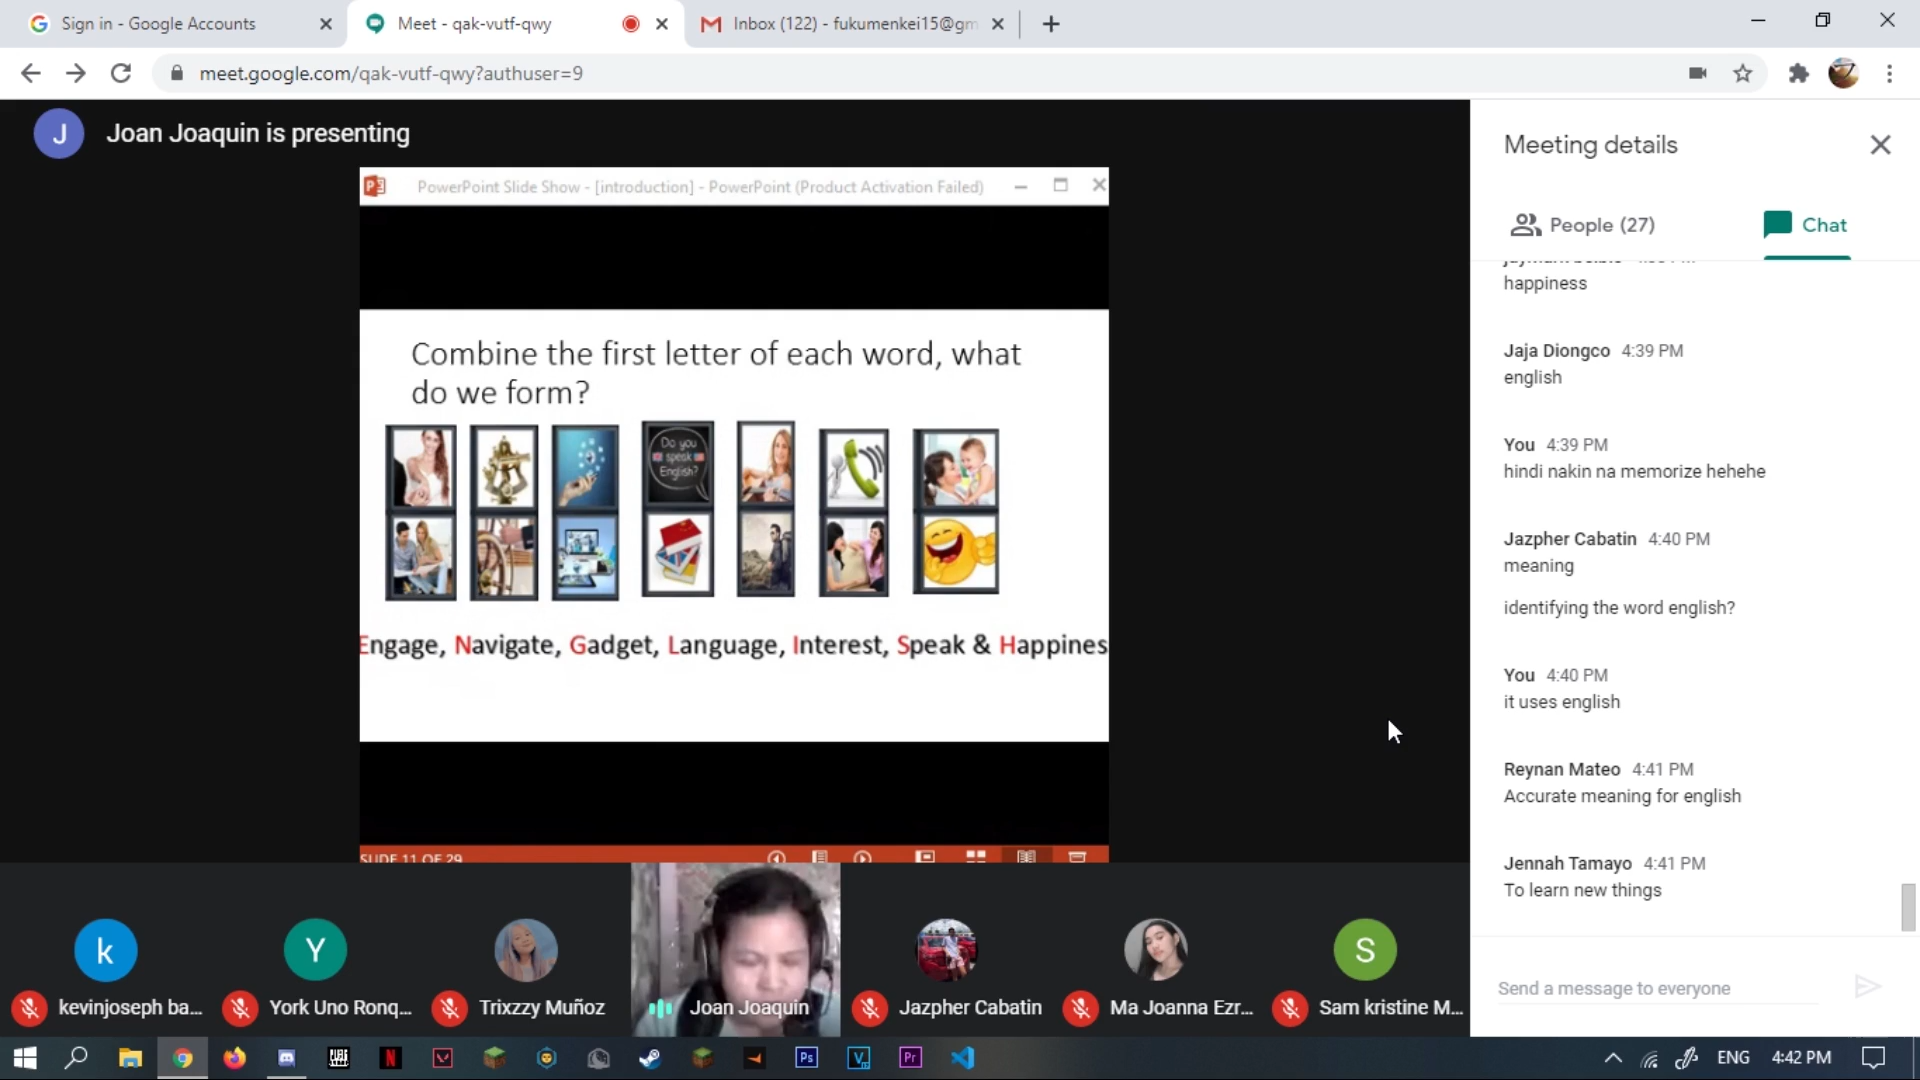 Sign in - Google Accounts
Meet - qak-vutf-qwy
Inbox (122) - fukumenkei15@gm
meet.google.com/qak-vutf-qwy?authuser=9
J
Joan Joaquin is presenting
PowerPoint Slide Show - [introduction] - PowerPoint (Product Activation Failed)
Combine the first letter of each word, what
do we form?
Do you
speak
English?
Engage, Navigate, Gadget, Language, Interest, Speak & Happines
SLIDE 11 OF 29
k
kevinjoseph ba...
Y
York Uno Ronq...
Trixzzy Muñoz
Joan Joaquin
Jazpher Cabatin
Ma Joanna Ezr...
S
Sam kristine M...
Meeting details
People (27)
Chat
happiness
Jaja Diongco 4:39 PM
english
You 4:39 PM
hindi nakin na memorize hehehe
Jazpher Cabatin 4:40 PM
meaning
identifying the word english?
You 4:40 PM
it uses english
Reynan Mateo 4:41 PM
Accurate meaning for english
Jennah Tamayo 4:41 PM
To learn new things
Send a message to everyone
N
Ps
V
Pr
ENG
4:42 PM